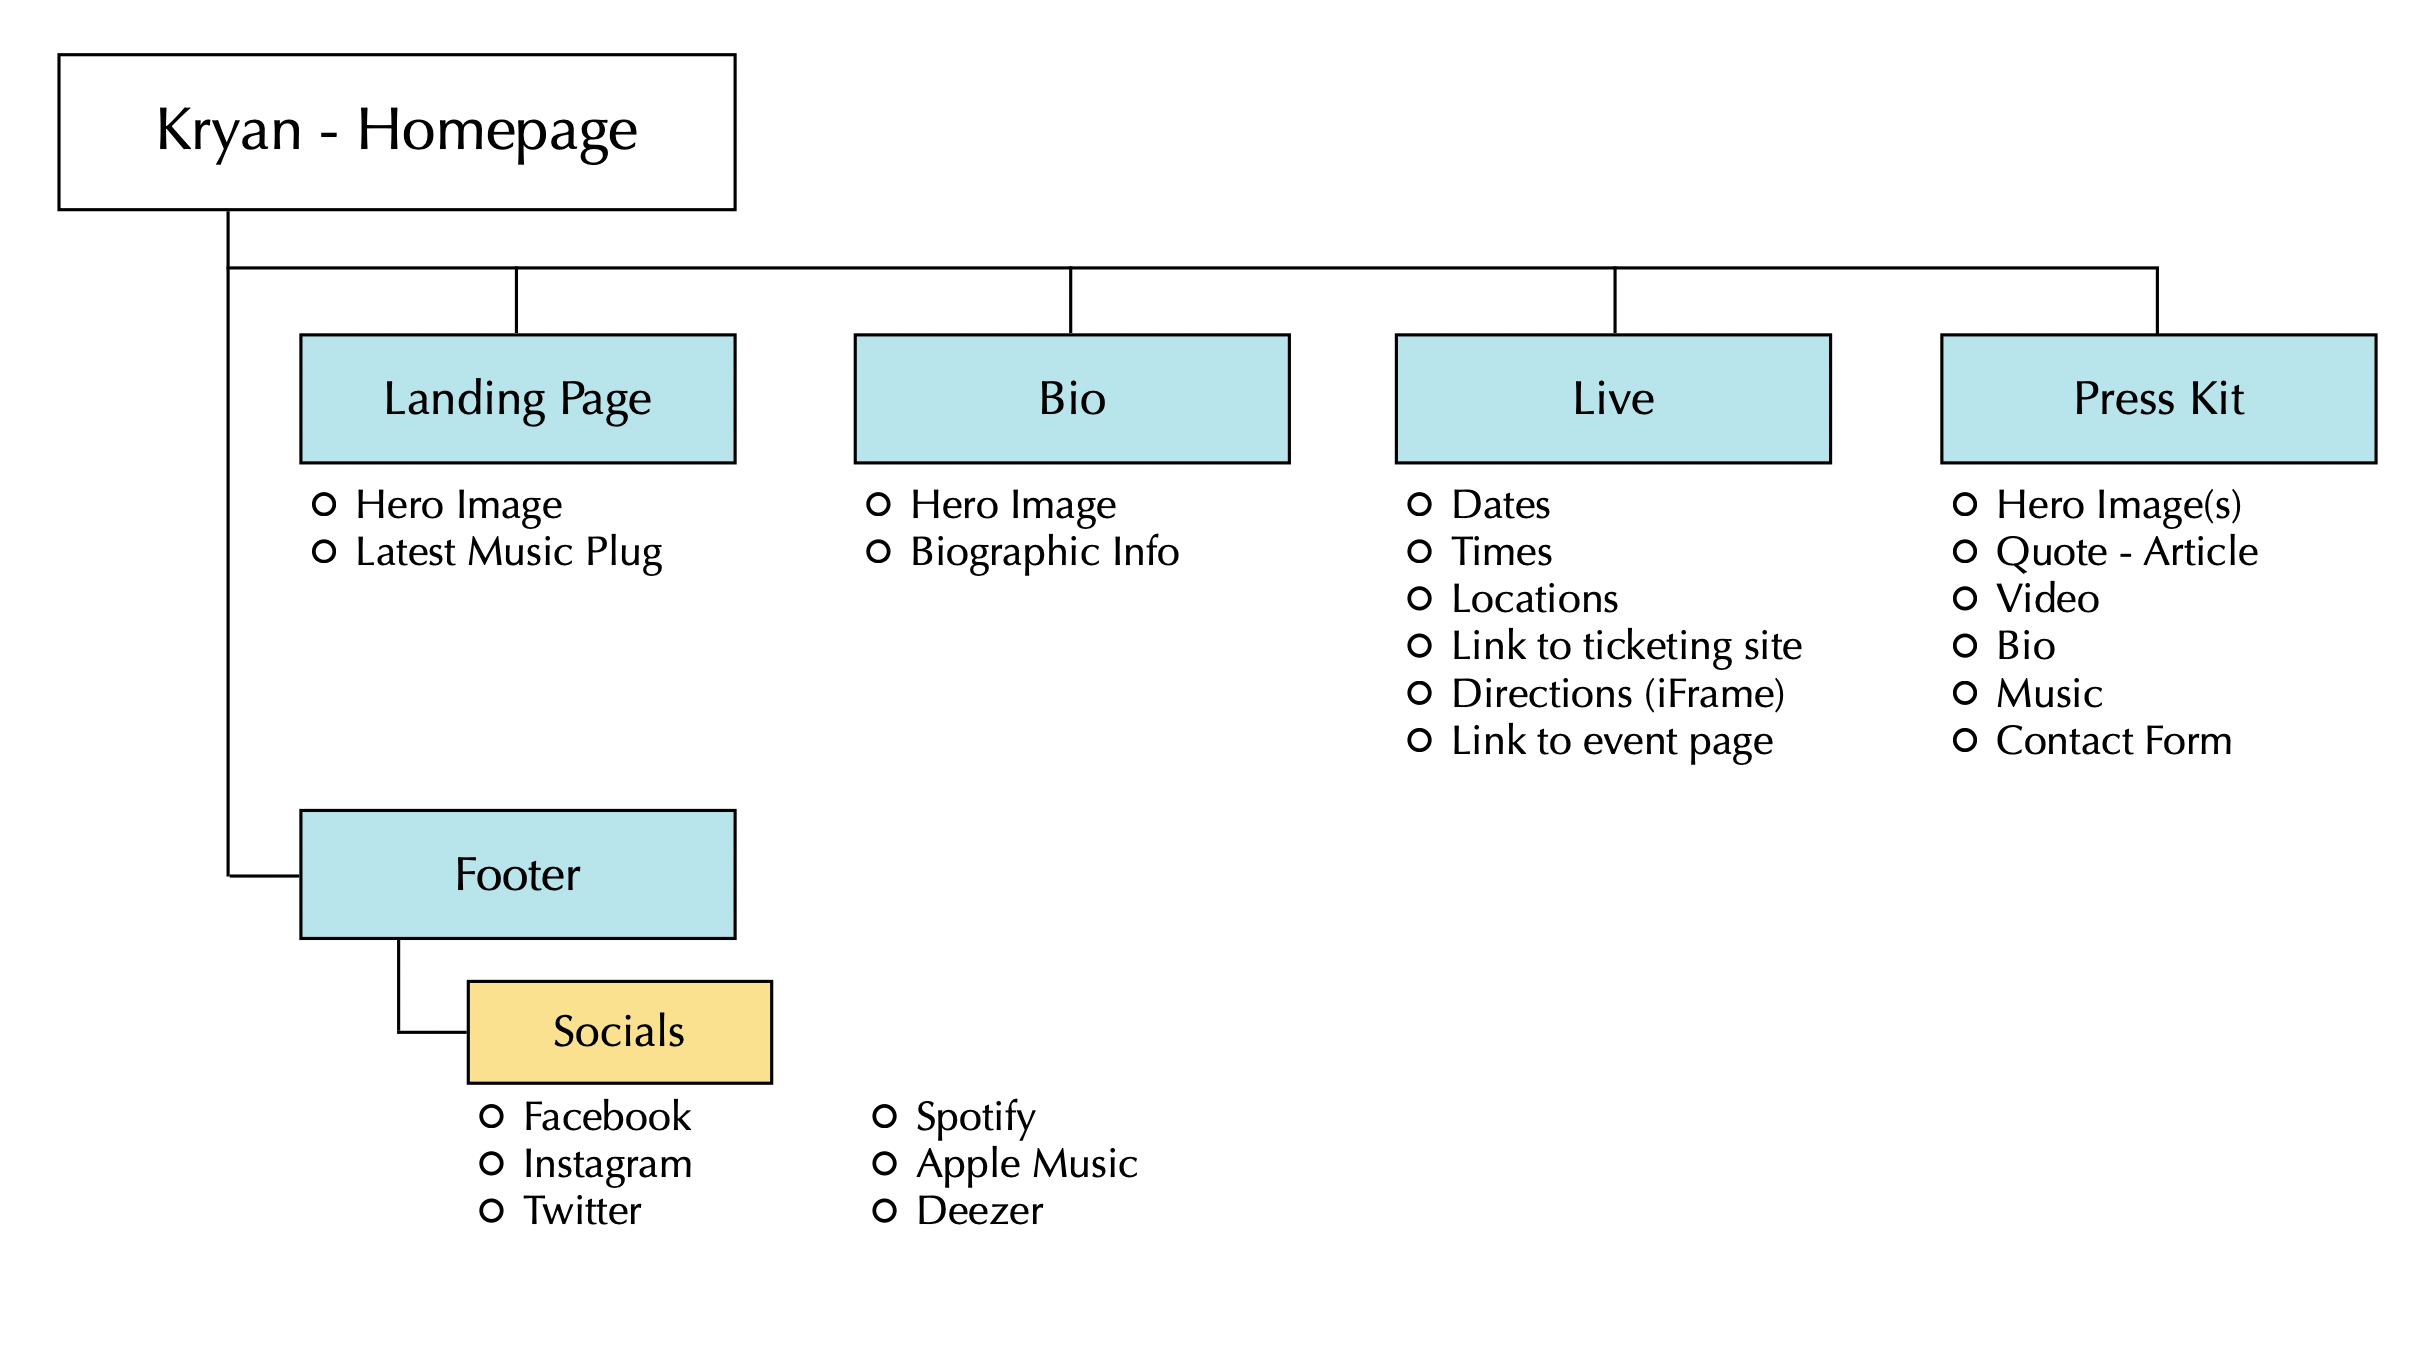 Kryan - Homepage
Landing Page
Hero Image
Latest Music Plug
Bio
Hero Image
Biographic Info
Live
Dates
Times
Locations
Link to ticketing site
Directions (iFrame)
Link to event page
Press Kit
Hero Image(s)
Quote - Article
Video
Bio
Music
Contact Form
Footer
Socials
Facebook
Instagram
Twitter
Spotify
Apple Music
Deezer